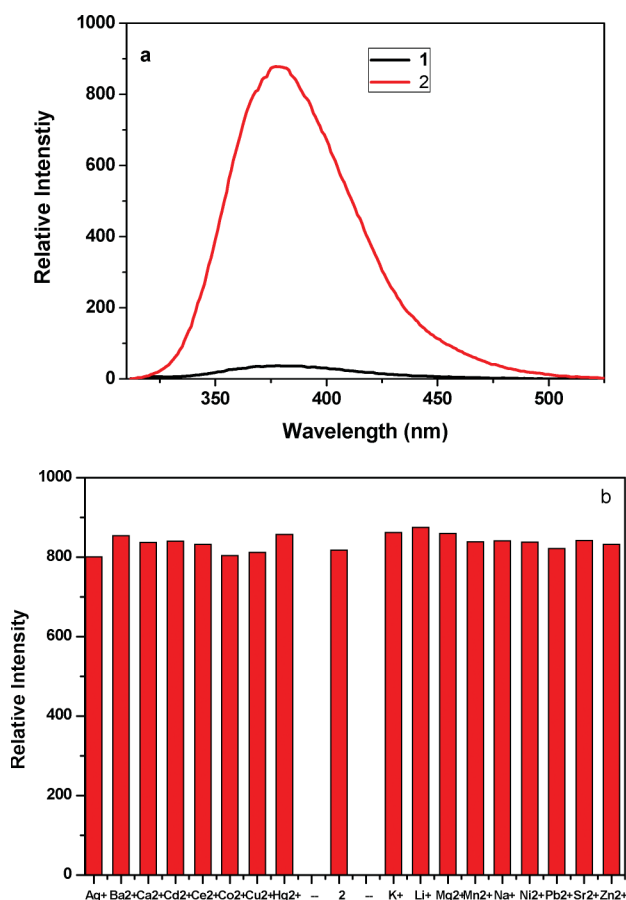 a
1
2
1000
800
600
400
200
0
Relative Intenstiy
350 400 450 500
Wavelength (nm)
b
1000
800
600
400
200
0
Relative Intensity
Ag+ Ba2+ Ca2+ Cd2+ Ce2+ Co2+ Cu2+ Hg2+ -- 2 -- K+ Li+ Mg2+ Mn2+ Na+ Ni2+ Pb2+ Sr2+ Zn2+